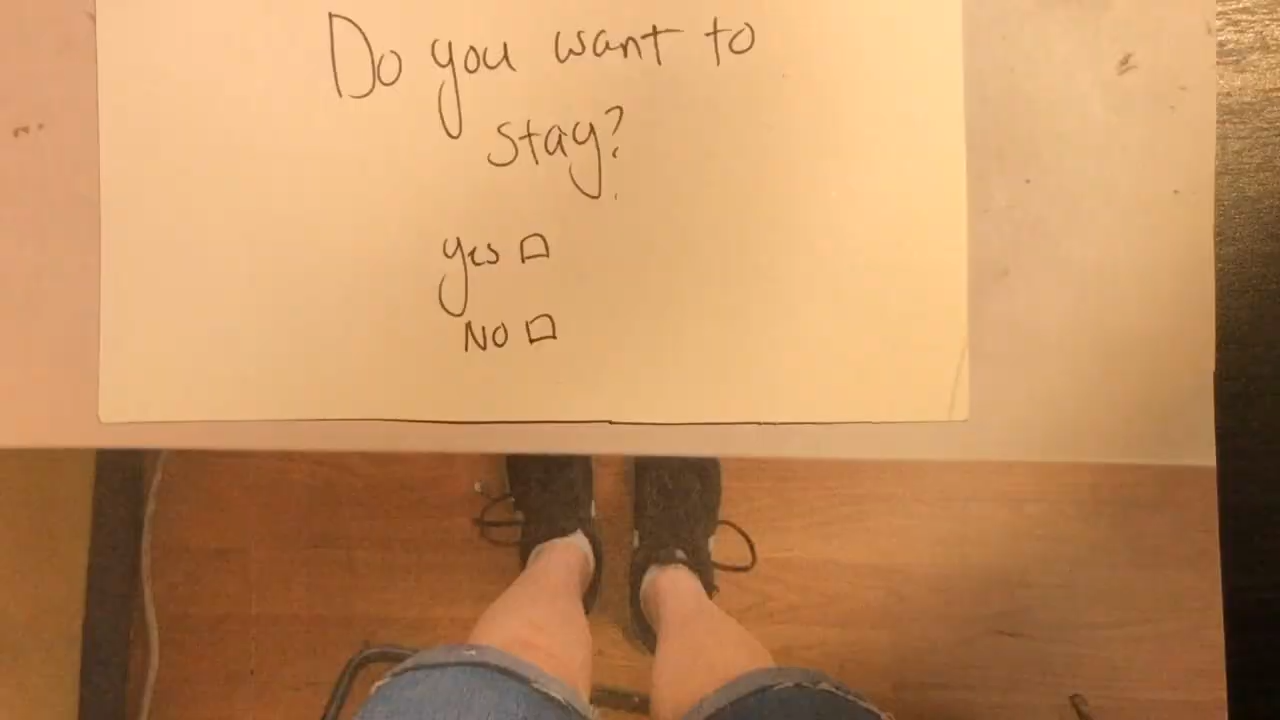 Do you want to
stay?
yes □
NO □